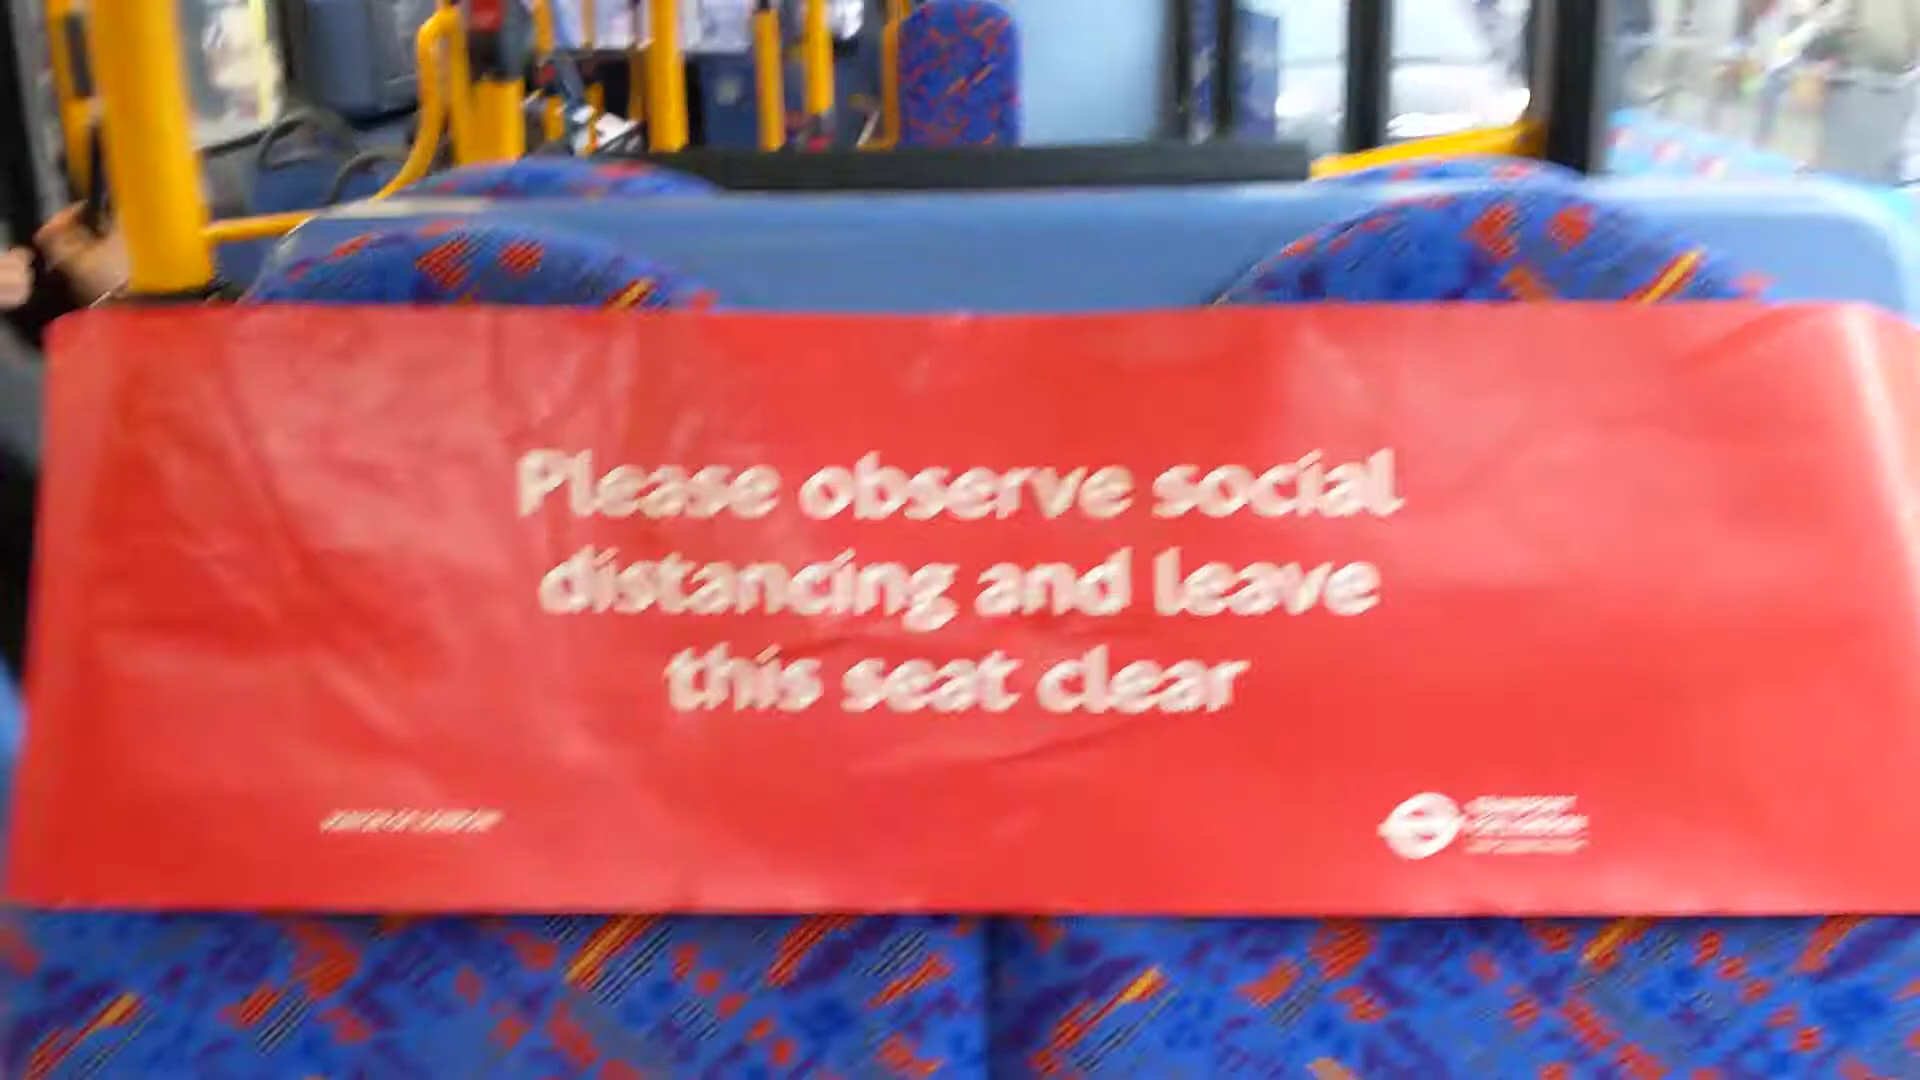 Please observe social
distancing and leave
this seat clear